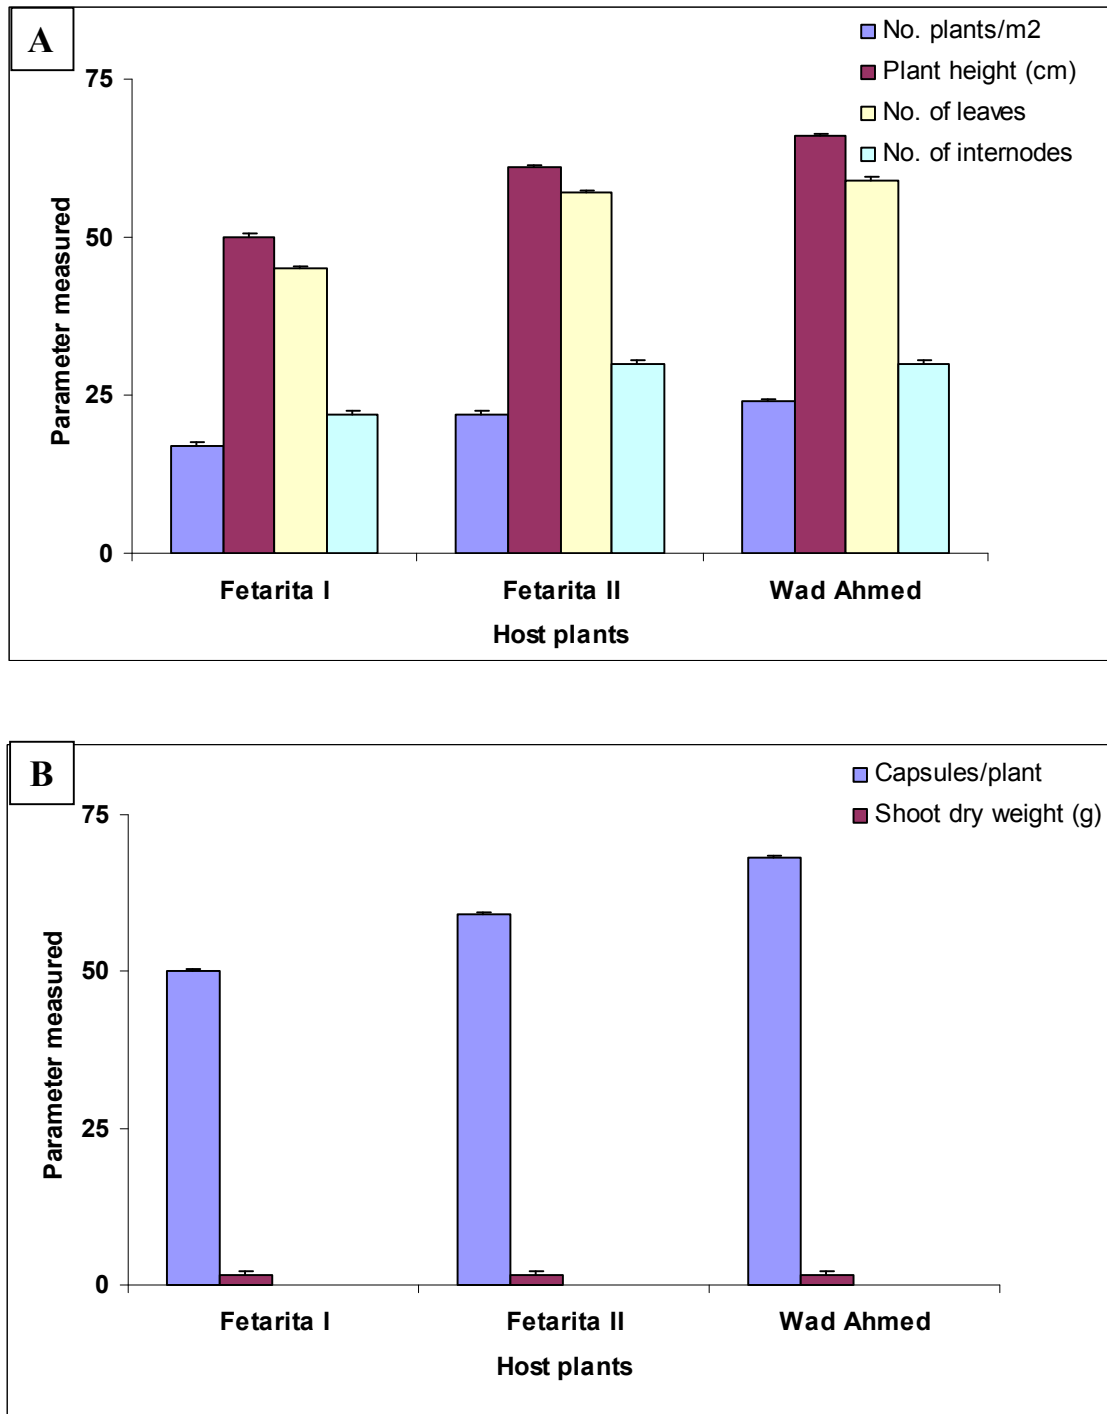 A
No. plants/m2
Plant height (cm)
No. of leaves
No. of internodes
75
50
25
0
Parameter measured
Fetarita I Fetarita II Wad Ahmed
Host plants
B
Capsules/plant
Shoot dry weight (g)
75
50
25
0
Parameter measured
Fetarita I Fetarita II Wad Ahmed
Host plants